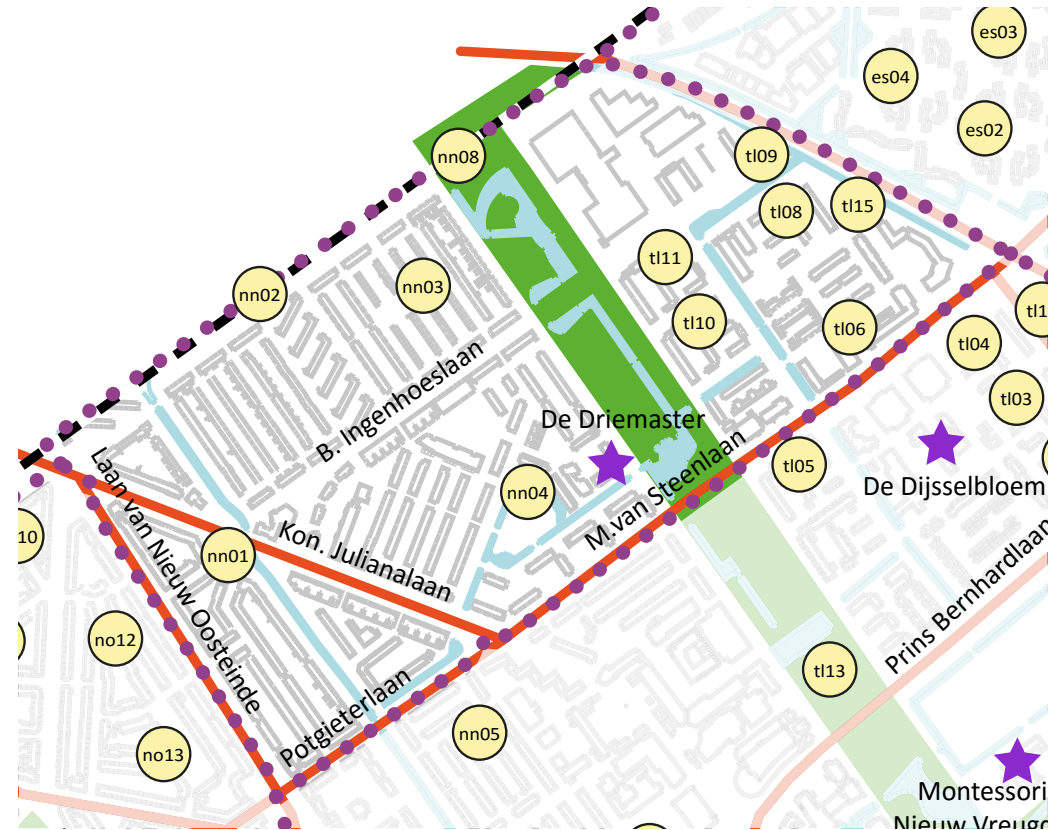 es03
es04
es02
nn08
tl09
tl08
tl15
tl11
nn03
nn02
tl1
tl10
tl06
tl04
B. Ingenhoeslaan
tl03
De Driemaster
tl05
De Dijsselbloem
nn04
M. van Steenlaan
Laan van Nieuw Oosteinde
10
nn01
Kon. Julianalaan
Prins Bernhardlaan
no12
tl13
Potgieterlaan
nn05
no13
Montessori
Nieuw Vreugd